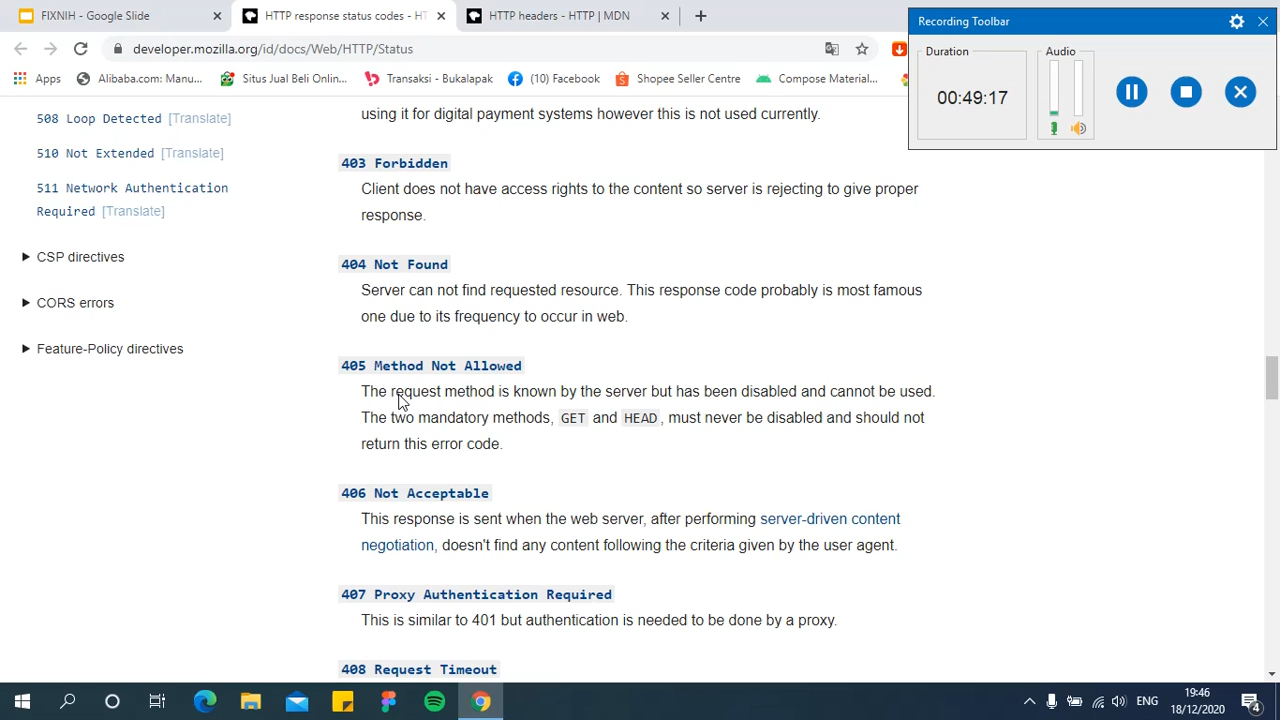 FIXNIH - Google Slide
HTTP response status codes - H
HTTP headers - HTTP | MDN
Recording Toolbar
developer.mozilla.org/id/docs/Web/HTTP/Status
Duration
Audio
00:49:17
Apps
Alibaba.com: Manu...
Situs Jual Beli Onlin...
Transaksi - Bukalapak
(10) Facebook
Shopee Seller Centre
Compose Material...
508 Loop Detected [Translate]
510 Not Extended [Translate]
511 Network Authentication
Required [Translate]
CSP directives
CORS errors
Feature-Policy directives
using it for digital payment systems however this is not used currently.
403 Forbidden
Client does not have access rights to the content so server is rejecting to give proper
response.
404 Not Found
Server can not find requested resource. This response code probably is most famous
one due to its frequency to occur in web.
405 Method Not Allowed
The request method is known by the server but has been disabled and cannot be used.
The two mandatory methods, GET and HEAD, must never be disabled and should not
return this error code.
406 Not Acceptable
This response is sent when the web server, after performing server-driven content
negotiation, doesn't find any content following the criteria given by the user agent.
407 Proxy Authentication Required
This is similar to 401 but authentication is needed to be done by a proxy.
408 Request Timeout
ENG
19:46
18/12/2020
4